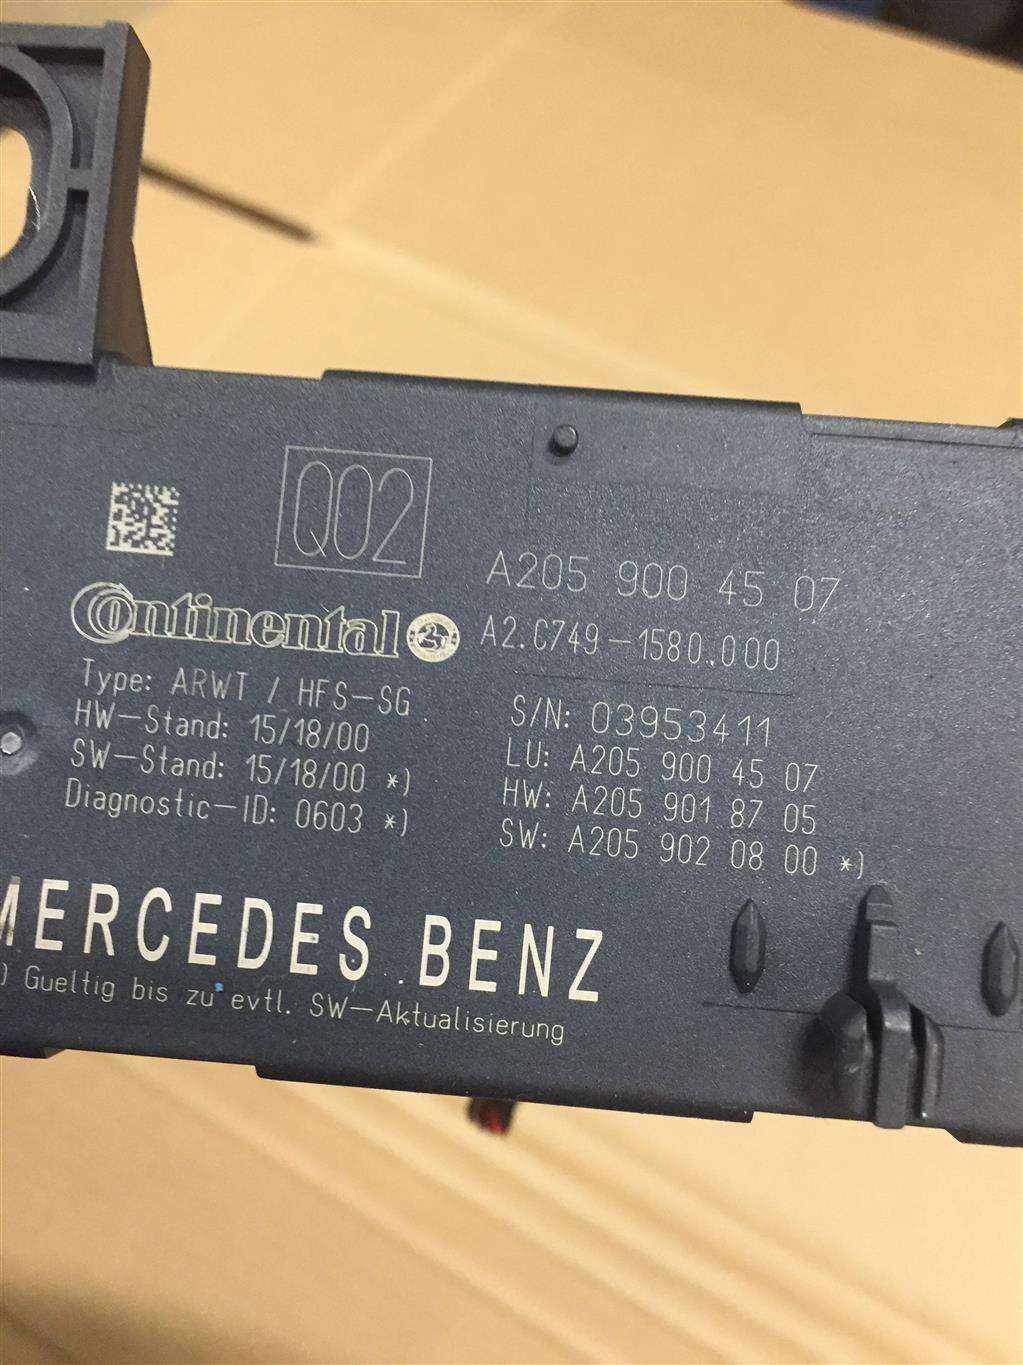 Q02
A205 900 45 07
Continental
A2.C749-1580.000
Type: ARWT / HFS-SG
HW-Stand: 15/18/00
SW-Stand: 15/18/00 *)
Diagnostic-ID: 0603 *)
S/N: 03953411
LU: A205 900 45 07
HW: A205 901 87 05
SW: A205 902 08 00 *)
MERCEDES BENZ
) Gueltig bis zu evtl. SW-Aktualisierung